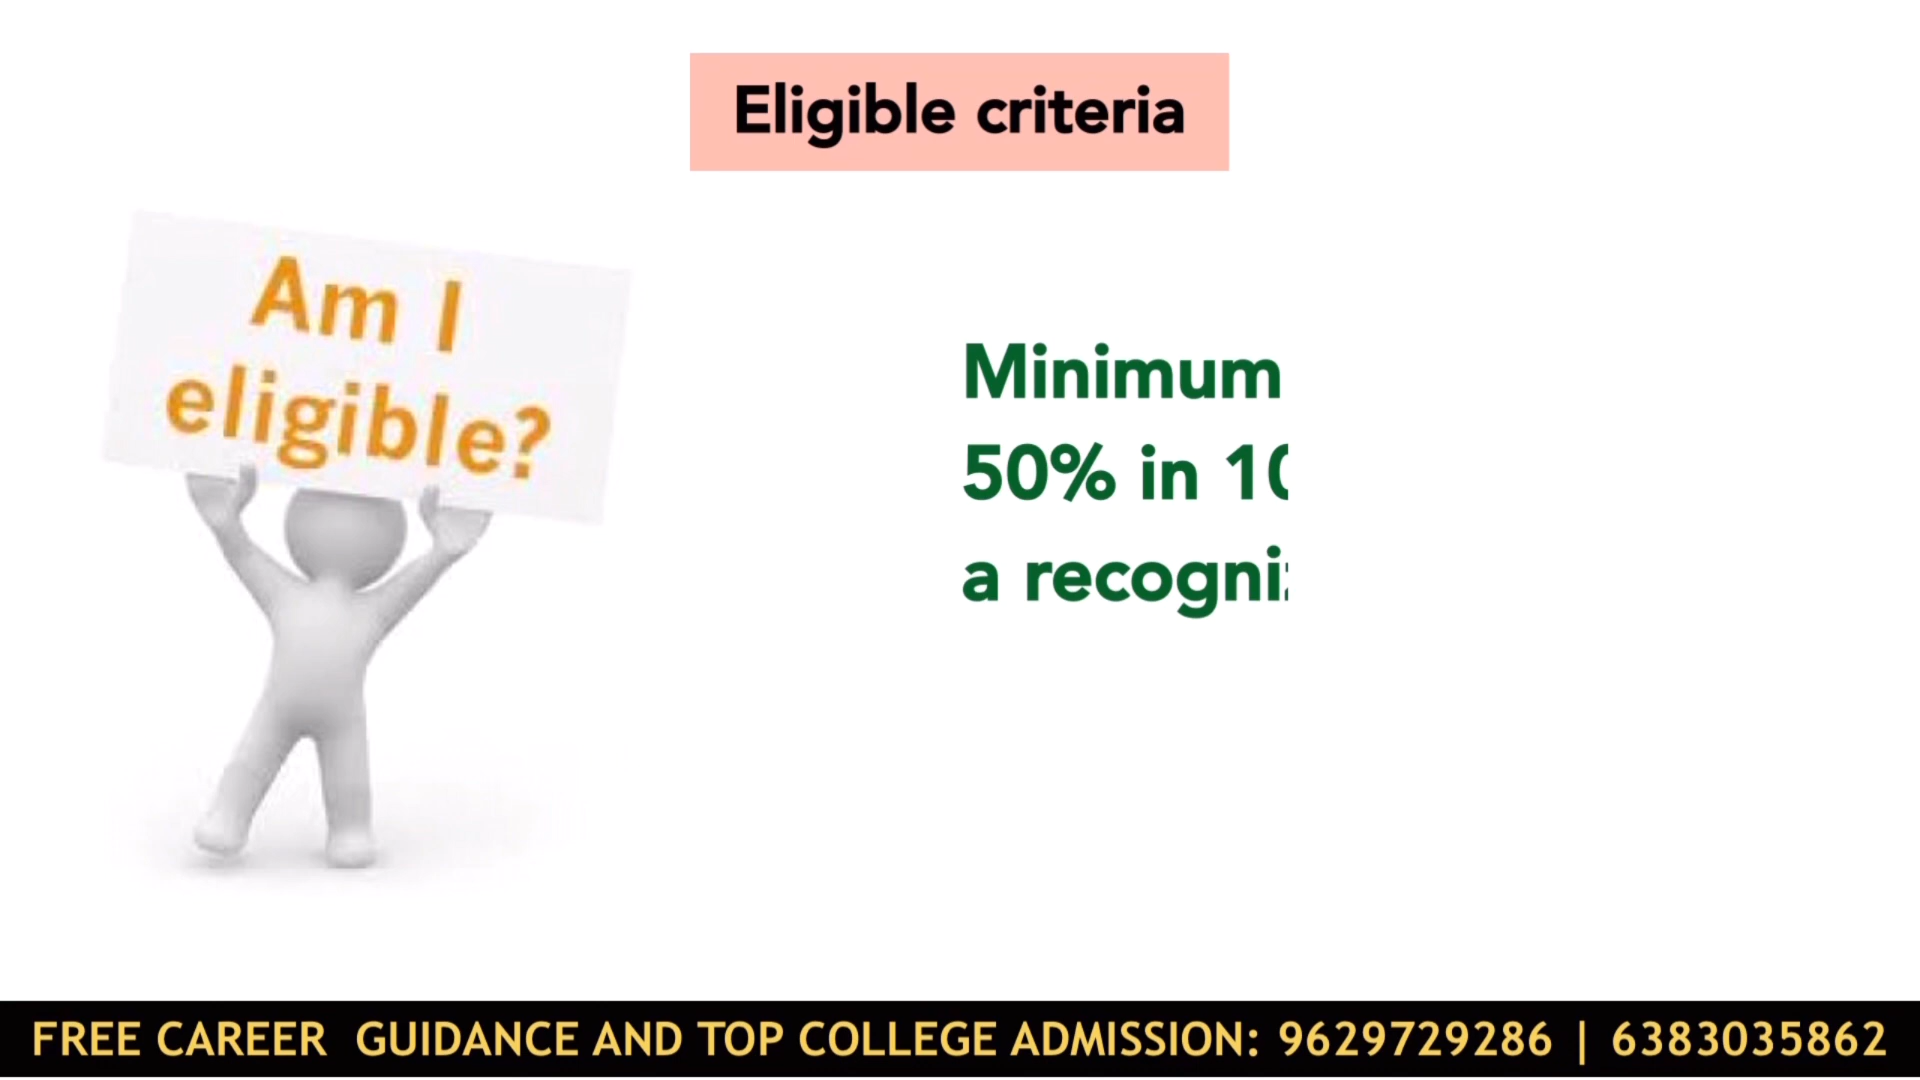 Eligible criteria
Am I
eligible?
Minimum
50% in
a
FREE CAREER GUIDANCE AND TOP COLLEGE ADMISSION: 9629729286 | 6383035862